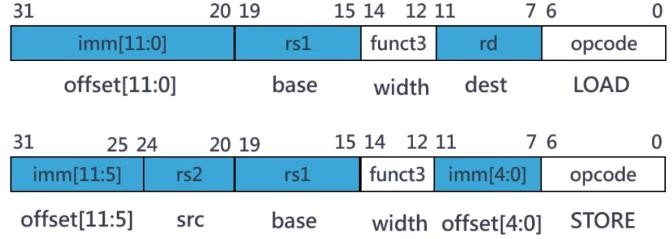 31 20 19 15 14 12 11 7 6 0
imm[11:0] rs1 funct3 rd opcode
offset[11:0] base width dest LOAD
31 25 24 20 19 15 14 12 11 7 6 0
imm[11:5] rs2 rs1 funct3 imm[4:0] opcode
offset[11:5] src base width offset[4:0] STORE